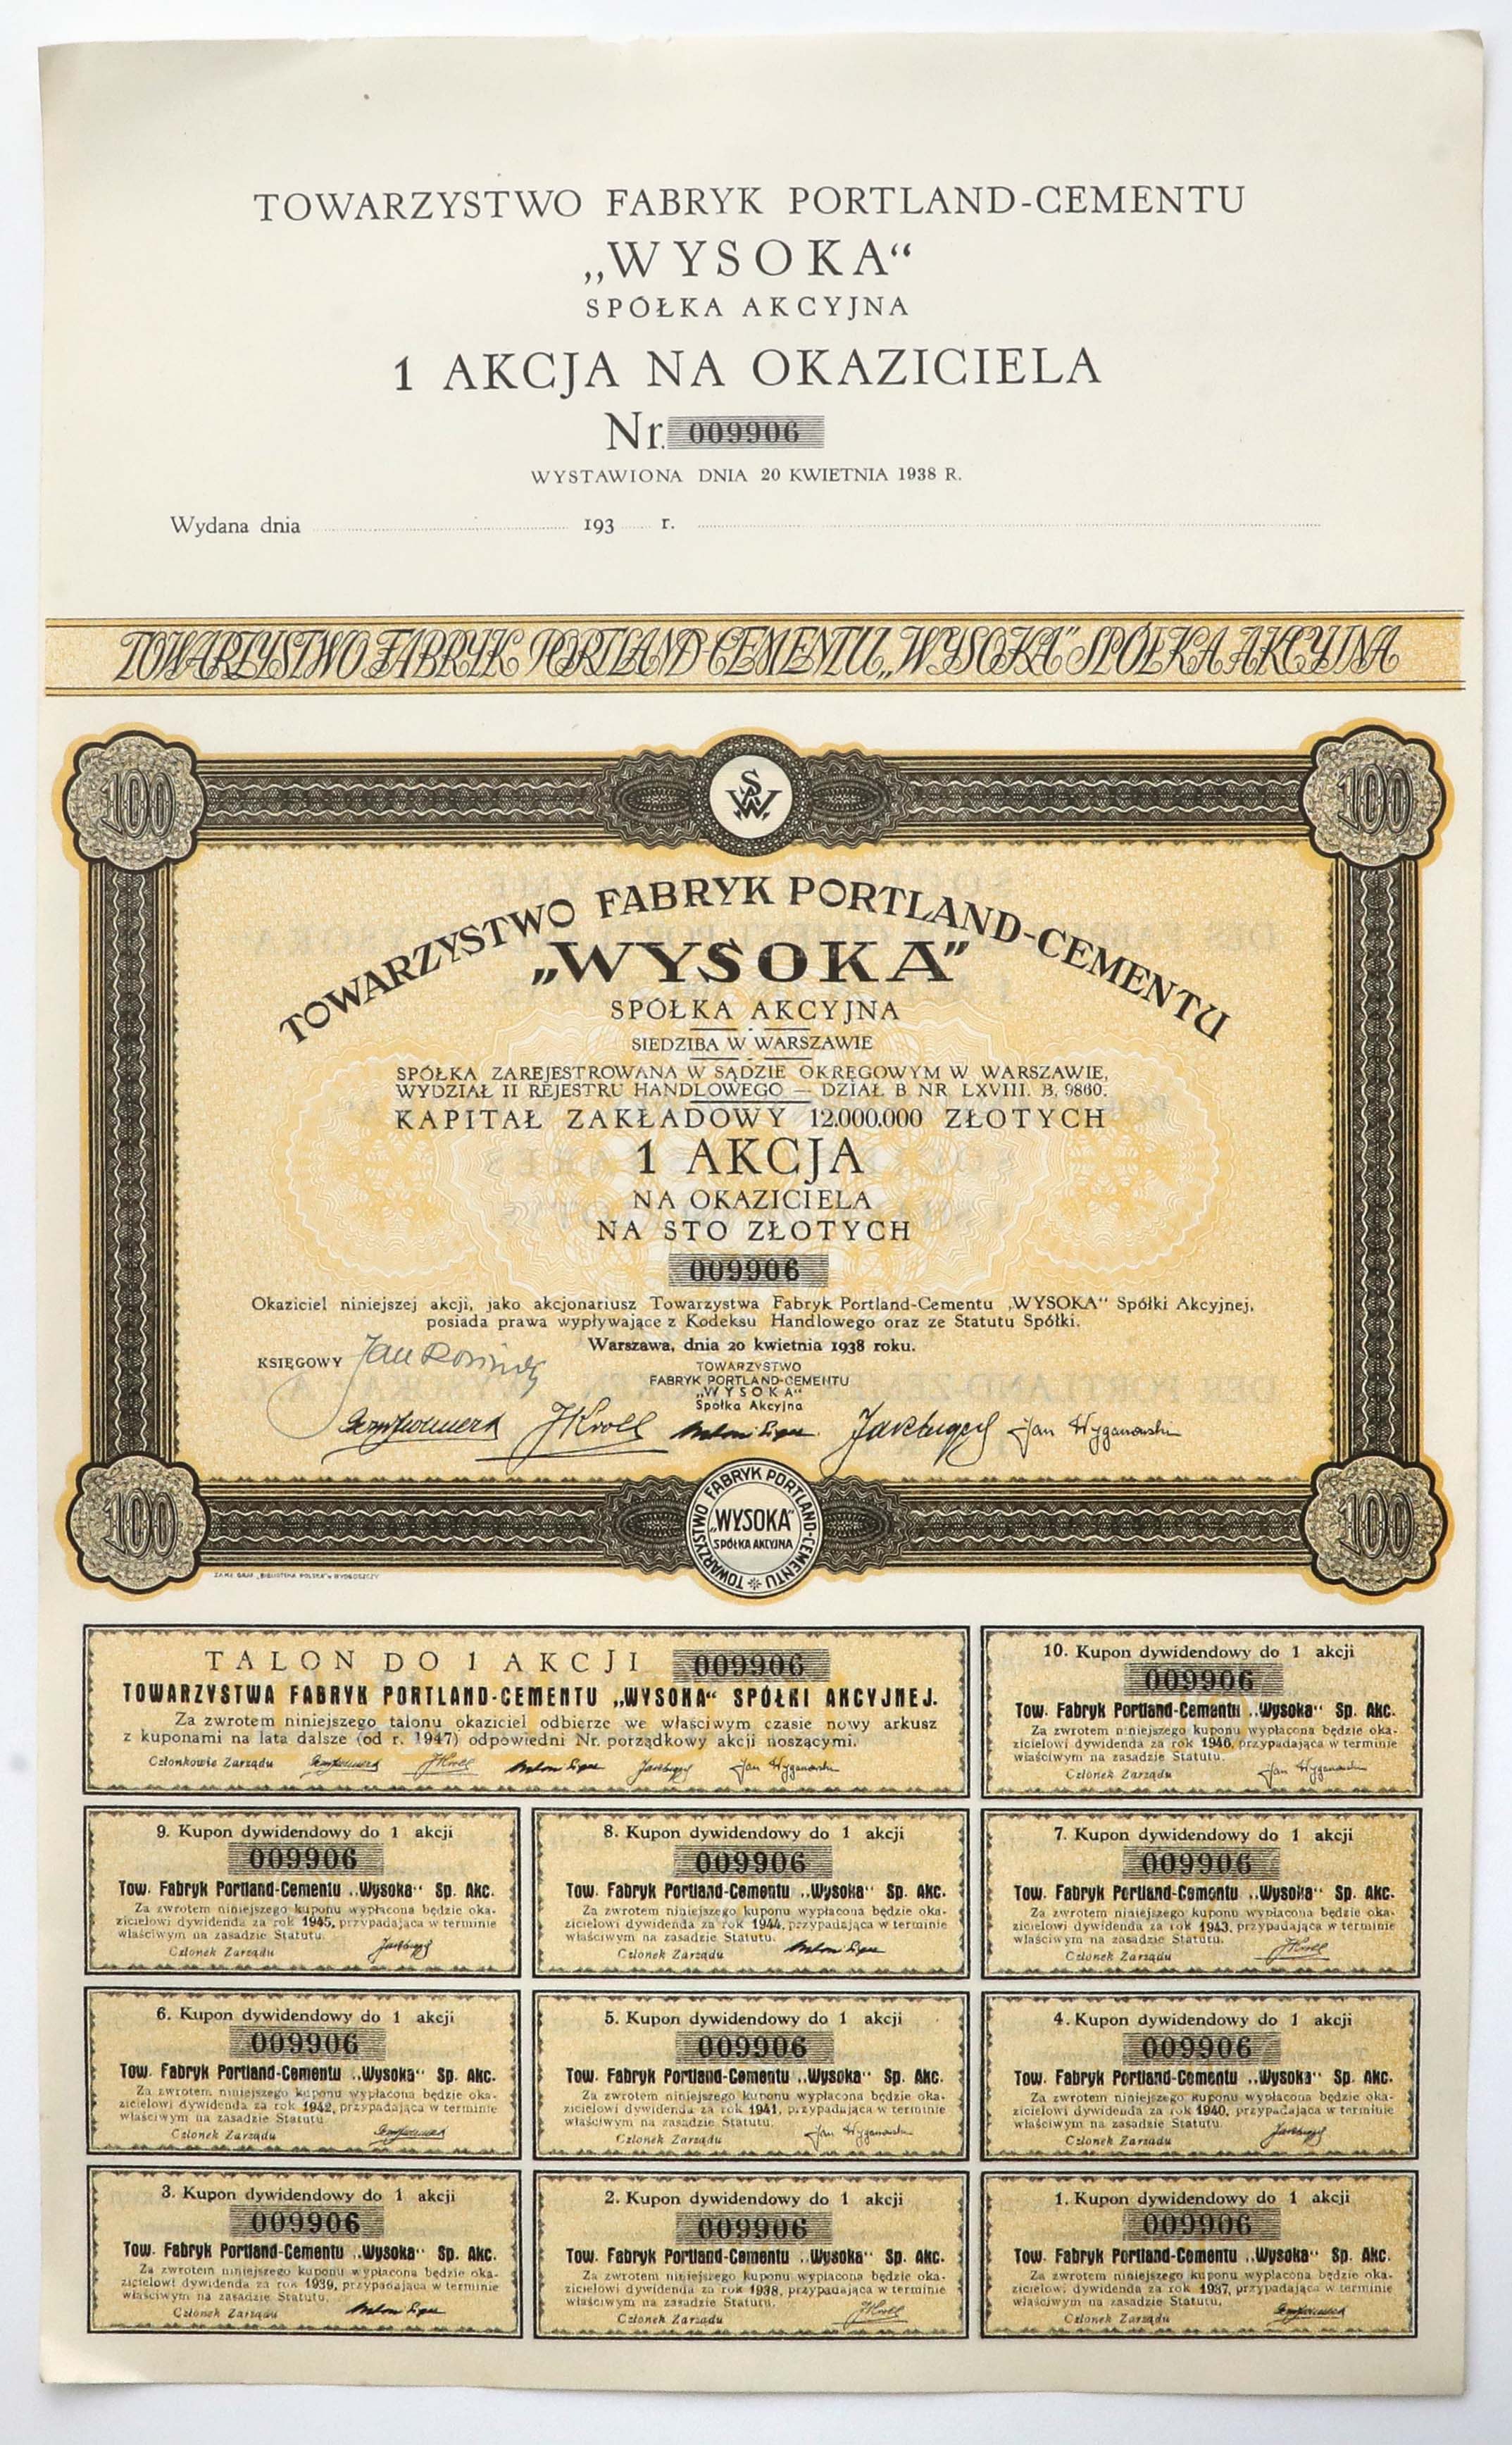 TOWARZYSTWO FABRYK PORTLAND-CEMENTU
„WYSOKA“
SPÓŁKA AKCYJNA
1 AKCJA NA OKAZICIELA
Nr. 009906
WYSTAWIONA DNIA 20 KWIETNIA 1938 R.
Wydana dnia 193 r.
TOWARZYSTWO FABRYK PORTLAND-CEMENTU „WYSOKA“ SPÓŁKA AKCYJNA
100 100
S W
TOWARZYSTWO FABRYK PORTLAND-CEMENTU
„WYSOKA”
SPÓŁKA AKCYJNA
SIEDZIBA W WARSZAWIE
SPÓŁKA ZAREJESTROWANA W SĄDZIE OKRĘGOWYM W WARSZAWIE,
WYDZIAŁ II REJESTRU HANDLOWEGO — DZIAŁ B NR LXVIII. B. 9860.
KAPITAŁ ZAKŁADOWY 12.000.000 ZŁOTYCH
1 AKCJA
NA OKAZICIELA
NA STO ZŁOTYCH
009906
Okaziciel niniejszej akcji, jako akcjonariusz Towarzystwa Fabryk Portland-Cementu „WYSOKA“ Spółki Akcyjnej,
posiada prawa wypływające z Kodeksu Handlowego oraz ze Statutu Spółki.
Warszawa, dnia 20 kwietnia 1938 roku.
KSIĘGOWY Jan
TOWARZYSTWO
FABRYK PORTLAND-CEMENTU
„WYSOKA“
Spółka Akcyjna
JKroll Jan Wyganowski
100 100
TOWARZYSTWO FABRYK PORTLAND-CEMENTU
„WYSOKA“
SPÓŁKA AKCYJNA
ZAKŁ. GRAF. „BIBLIOTEKA POLSKA“ w BYDGOSZCZY
TALON DO 1 AKCJI 009906
TOWARZYSTWA FABRYK PORTLAND-CEMENTU „WYSOKA“ SPÓŁKI AKCYJNEJ.
Za zwrotem niniejszego talonu okaziciel odbierze we właściwym czasie nowy arkusz
z kuponami na lata dalsze (od r. 1947) odpowiedni Nr. porządkowy akcji noszącymi.
Członkowie Zarządu JKroll Jan Wyganowski
10. Kupon dywidendowy do 1 akcji
009906
Tow. Fabryk Portland-Cementu „Wysoka“ Sp. Akc.
Za zwrotem niniejszego kuponu wypłacona będzie oka-
zicielowi dywidenda za rok 1946, przypadająca w terminie
właściwym na zasadzie Statutu.
Członek Zarządu Jan Wyganowski
9. Kupon dywidendowy do 1 akcji
009906
Tow. Fabryk Portland-Cementu „Wysoka“ Sp. Akc.
Za zwrotem niniejszego kuponu wypłacona będzie oka-
zicielowi dywidenda za rok 1945, przypadająca w terminie
właściwym na zasadzie Statutu.
Członek Zarządu
8. Kupon dywidendowy do 1 akcji
009906
Tow. Fabryk Portland-Cementu „Wysoka“ Sp. Akc.
Za zwrotem niniejszego kuponu wypłacona będzie oka-
zicielowi dywidenda za rok 1944, przypadająca w terminie
właściwym na zasadzie Statutu.
Członek Zarządu
7. Kupon dywidendowy do 1 akcji
009906
Tow. Fabryk Portland-Cementu „Wysoka“ Sp. Akc.
Za zwrotem niniejszego kuponu wypłacona będzie oka-
zicielowi dywidenda za rok 1943, przypadająca w terminie
właściwym na zasadzie Statutu.
Członek Zarządu JKroll
6. Kupon dywidendowy do 1 akcji
009906
Tow. Fabryk Portland-Cementu „Wysoka“ Sp. Akc.
Za zwrotem niniejszego kuponu wypłacona będzie oka-
zicielowi dywidenda za rok 1942, przypadająca w terminie
właściwym na zasadzie Statutu.
Członek Zarządu
5. Kupon dywidendowy do 1 akcji
009906
Tow. Fabryk Portland-Cementu „Wysoka“ Sp. Akc.
Za zwrotem niniejszego kuponu wypłacona będzie oka-
zicielowi dywidenda za rok 1941, przypadająca w terminie
właściwym na zasadzie Statutu.
Członek Zarządu Jan Wyganowski
4. Kupon dywidendowy do 1 akcji
009906
Tow. Fabryk Portland-Cementu „Wysoka“ Sp. Akc.
Za zwrotem niniejszego kuponu wypłacona będzie oka-
zicielowi dywidenda za rok 1940, przypadająca w terminie
właściwym na zasadzie Statutu.
Członek Zarządu
3. Kupon dywidendowy do 1 akcji
009906
Tow. Fabryk Portland-Cementu „Wysoka“ Sp. Akc.
Za zwrotem niniejszego kuponu wypłacona będzie oka-
zicielowi dywidenda za rok 1939, przypadająca w terminie
właściwym na zasadzie Statutu.
Członek Zarządu
2. Kupon dywidendowy do 1 akcji
009906
Tow. Fabryk Portland-Cementu „Wysoka“ Sp. Akc.
Za zwrotem niniejszego kuponu wypłacona będzie oka-
zicielowi dywidenda za rok 1938, przypadająca w terminie
właściwym na zasadzie Statutu.
Członek Zarządu JKroll
1. Kupon dywidendowy do 1 akcji
009906
Tow. Fabryk Portland-Cementu „Wysoka“ Sp. Akc.
Za zwrotem niniejszego kuponu wypłacona będzie oka-
zicielowi dywidenda za rok 1937, przypadająca w terminie
właściwym na zasadzie Statutu.
Członek Zarządu